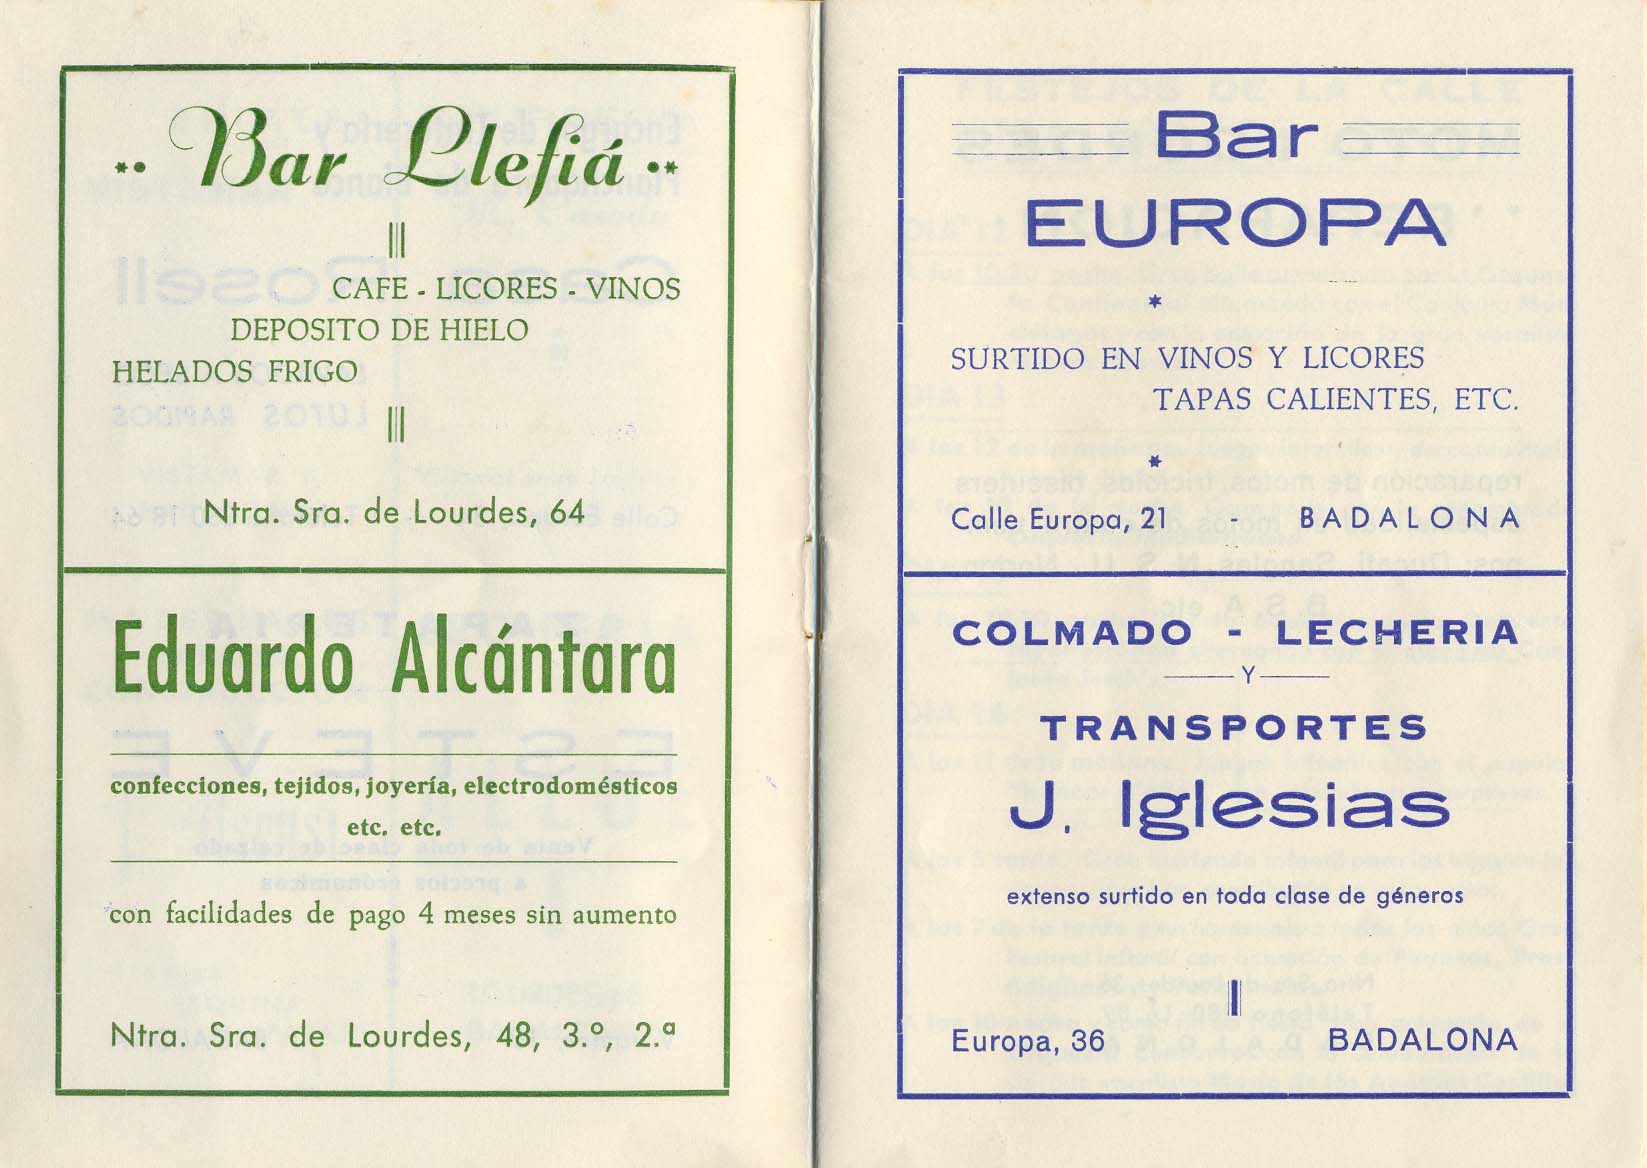 Bar Llefiá
CAFE - LICORES - VINOS
DEPOSITO DE HIELO
HELADOS FRIGO
Ntra. Sra. de Lourdes, 64
Eduardo Alcántara
confecciones, tejidos, joyería, electrodomésticos
etc. etc.
con facilidades de pago 4 meses sin aumento
Ntra. Sra. de Lourdes, 48, 3.º, 2.ª
Bar
EUROPA
SURTIDO EN VINOS Y LICORES
TAPAS CALIENTES, ETC.
Calle Europa, 21 - BADALONA
COLMADO - LECHERIA
Y
TRANSPORTES
J. Iglesias
extenso surtido en toda clase de géneros
Europa, 36 BADALONA